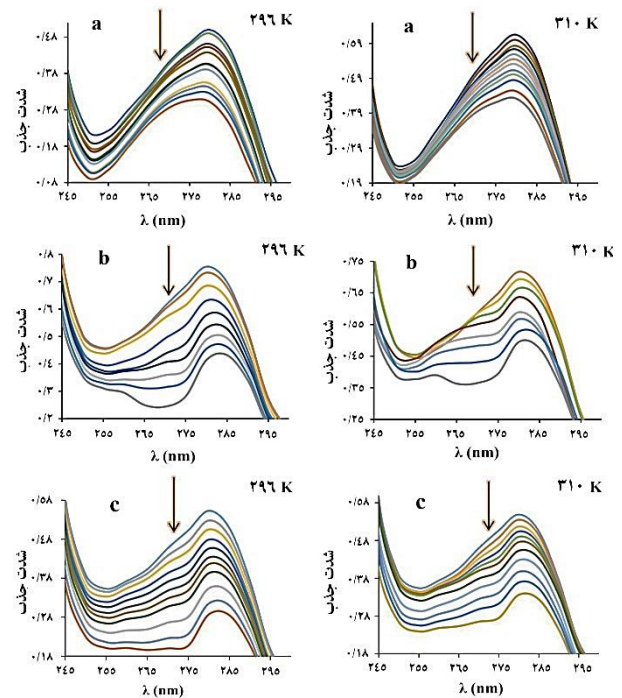 a ۲۹۶ K
شدت جذب
۰/۴۸
۰/۳۸
۰/۲۸
۰/۱۸
۰/۰۸
۲۴۵ ۲۵۵ ۲۶۵ ۲۷۵ ۲۸۵ ۲۹۵
λ (nm)
a ۳۱۰ K
شدت جذب
۰/۵۹
۰/۴۹
۰/۳۹
۰/۲۹
۰/۱۹
۲۴۵ ۲۵۵ ۲۶۵ ۲۷۵ ۲۸۵ ۲۹۵
λ (nm)
b ۲۹۶ K
شدت جذب
۰/۸
۰/۷
۰/۶
۰/۵
۰/۴
۰/۳
۰/۲
۲۴۵ ۲۵۵ ۲۶۵ ۲۷۵ ۲۸۵ ۲۹۵
λ (nm)
b ۳۱۰ K
شدت جذب
۰/۷۵
۰/۶۵
۰/۵۵
۰/۴۵
۰/۳۵
۰/۲۵
۲۴۵ ۲۵۵ ۲۶۵ ۲۷۵ ۲۸۵ ۲۹۵
λ (nm)
c ۲۹۶ K
شدت جذب
۰/۵۸
۰/۴۸
۰/۳۸
۰/۲۸
۰/۱۸
۲۴۵ ۲۵۵ ۲۶۵ ۲۷۵ ۲۸۵ ۲۹۵
λ (nm)
c ۳۱۰ K
شدت جذب
۰/۵۸
۰/۴۸
۰/۳۸
۰/۲۸
۰/۱۸
۲۴۵ ۲۵۵ ۲۶۵ ۲۷۵ ۲۸۵ ۲۹۵
λ (nm)